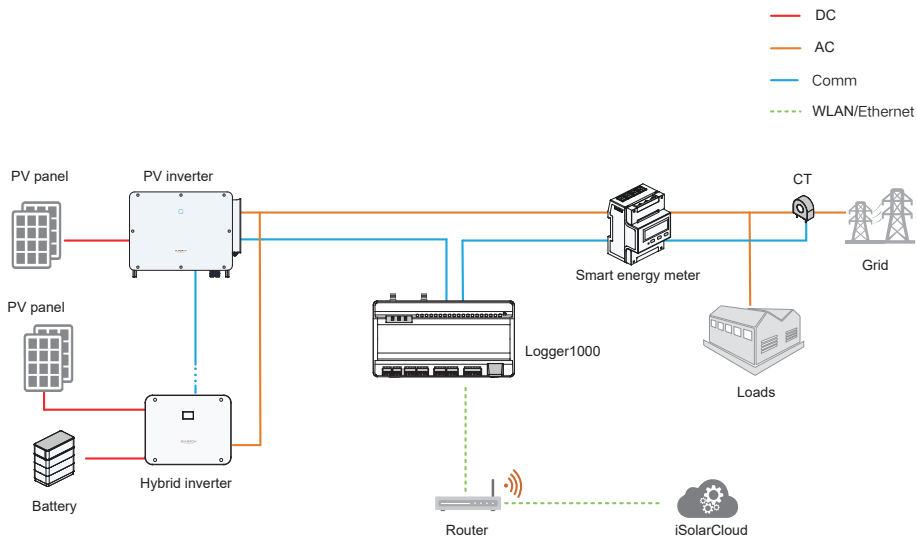 DC
AC
Comm
WLAN/Ethernet
PV panel
PV inverter
CT
Smart energy meter
Grid
PV panel
Logger1000
Loads
Hybrid inverter
Battery
Router
iSolarCloud